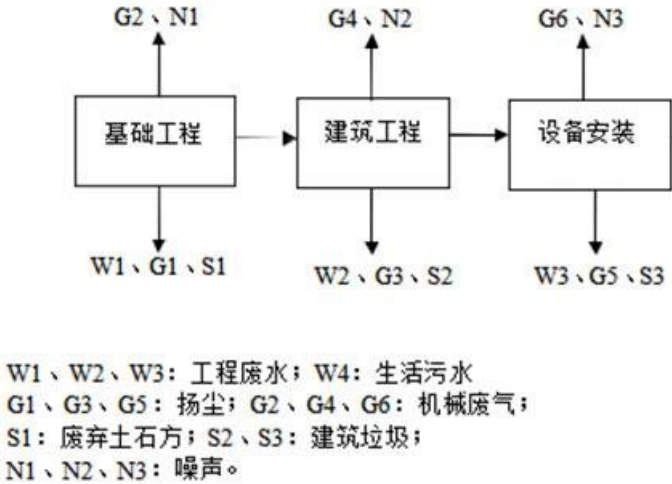 G2、N1 G4、N2 G6、N3
基础工程 建筑工程 设备安装
W1、G1、S1 W2、G3、S2 W3、G5、S3
W1、W2、W3：工程废水；W4：生活污水
G1、G3、G5：扬尘；G2、G4、G6：机械废气；
S1：废弃土石方；S2、S3：建筑垃圾；
N1、N2、N3：噪声。